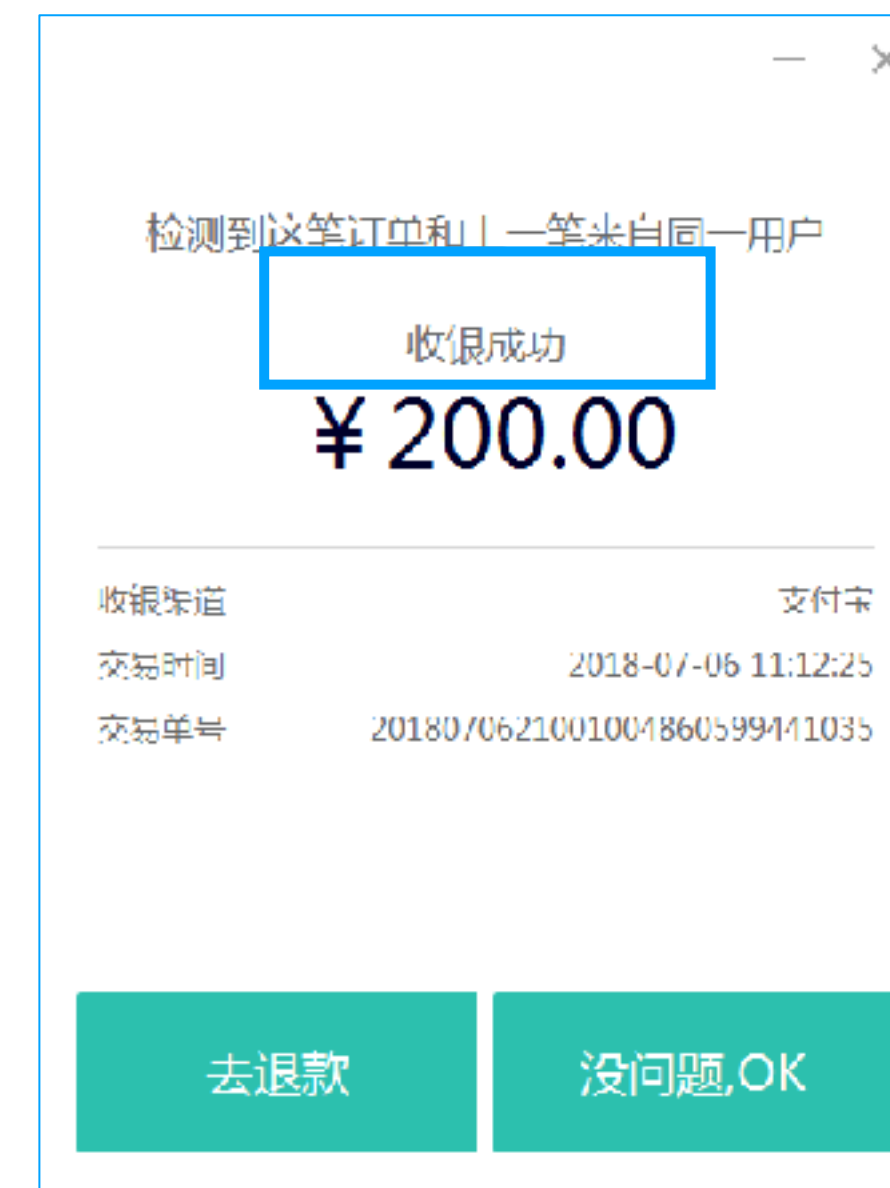 检测到这笔订单和上一笔来自同一用户
收银成功
¥ 200.00
收银渠道 支付宝
交易时间 2018-07-06 11:12:25
交易单号 2018070621001004860599441035
去退款 没问题,OK